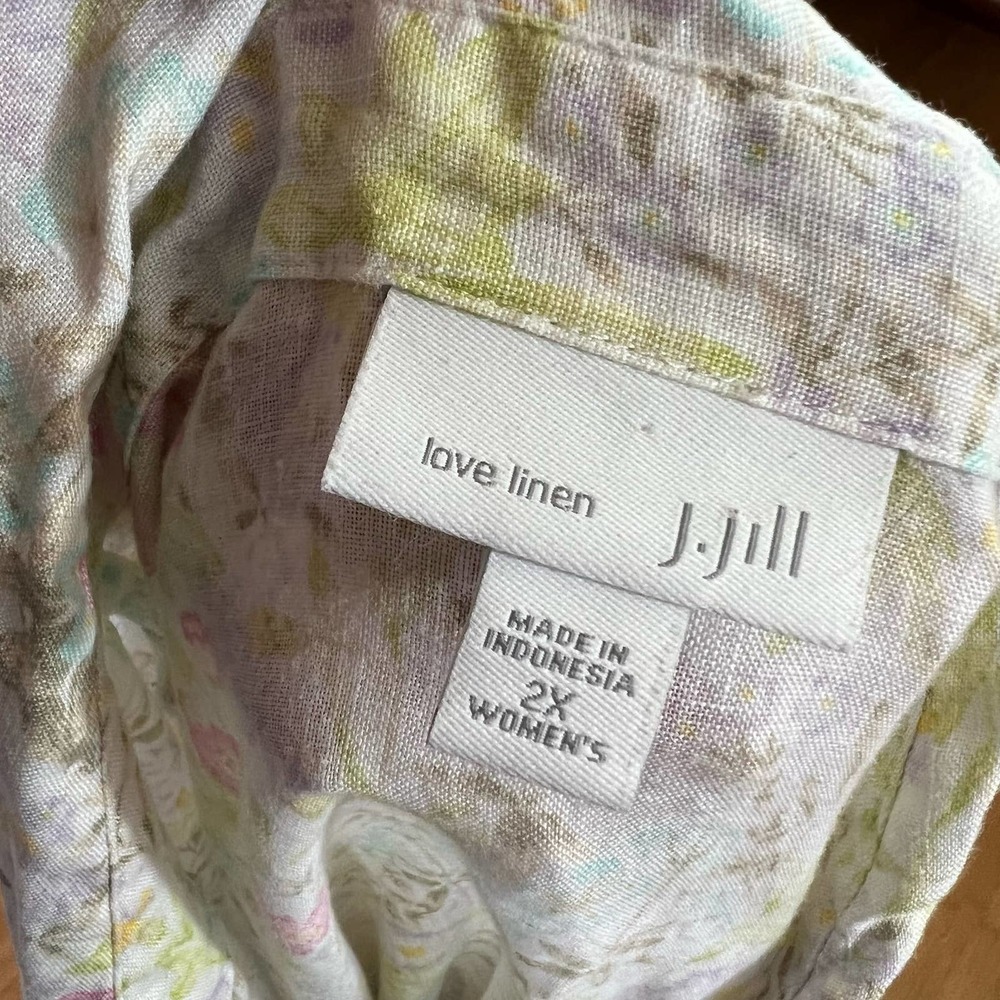 love linen
J.jill
MADE IN
INDONESIA
2X
WOMEN'S